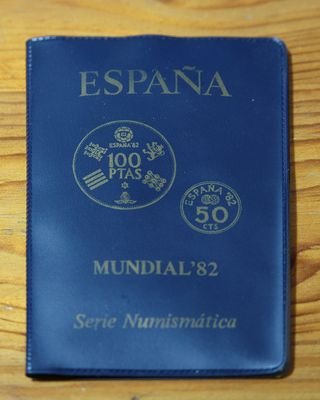 ESPAÑA
ESPAÑA'82
100
PTAS
ESPAÑA '82
50
CTS
MUNDIAL'82
Serie Numismática